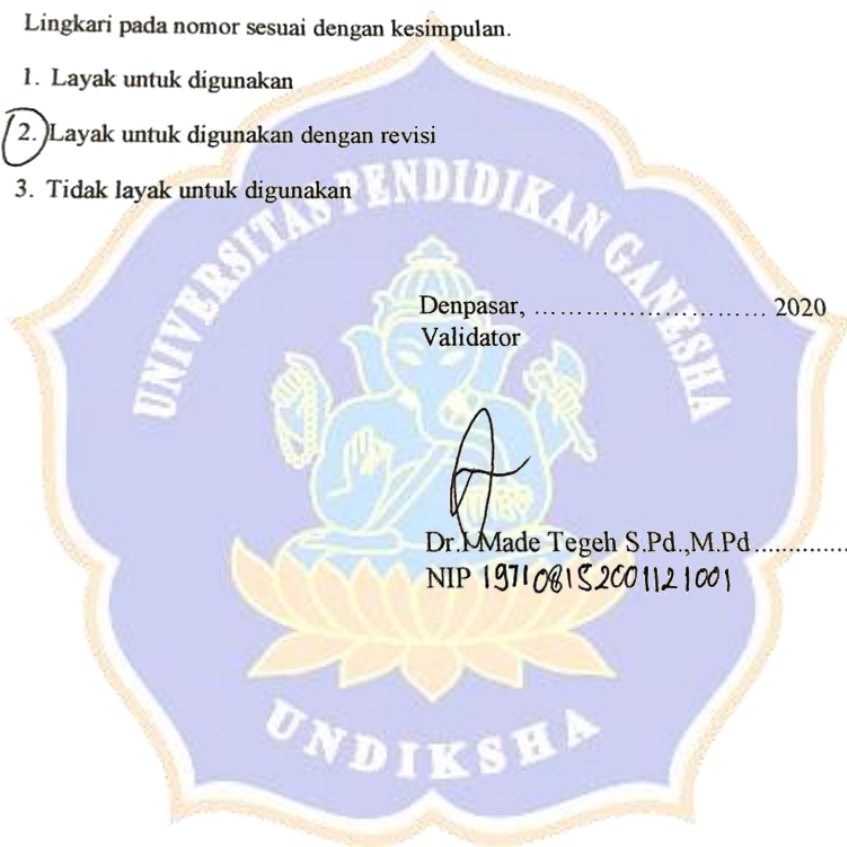 Lingkari pada nomor sesuai dengan kesimpulan.
1. Layak untuk digunakan
2. Layak untuk digunakan dengan revisi
3. Tidak layak untuk digunakan
UNIVERSITAS PENDIDIKAN GANESHA
Denpasar, ........................... 2020
Validator
Dr.I Made Tegeh S.Pd.,M.Pd..............
NIP 197108152001121001
UNDIKSHA